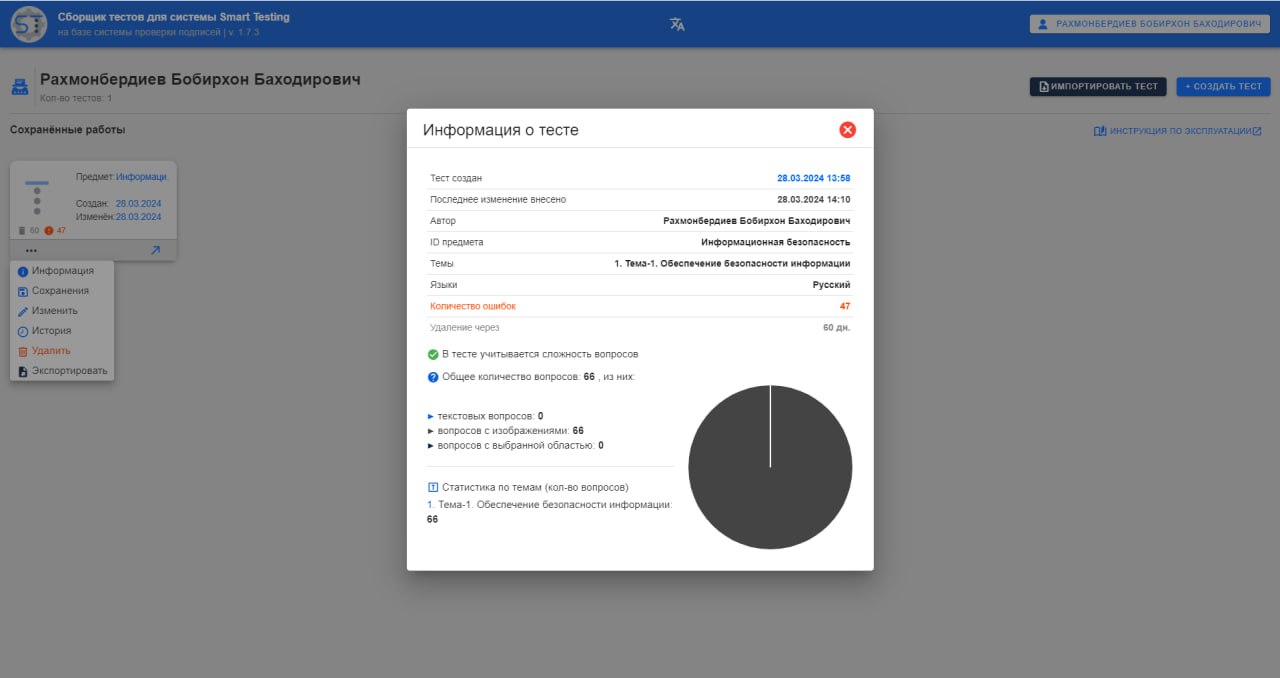 Сборщик тестов для системы Smart Testing
на базе системы проверки подписей | v. 1.7.3
РАХМОНБЕРДИЕВ БОБИРХОН БАХОДИРОВИЧ
Рахмонбердиев Бобирхон Баходирович
Кол-во тестов: 1
ИМПОРТИРОВАТЬ ТЕСТ
+ СОЗДАТЬ ТЕСТ
Сохранённые работы
ИНСТРУКЦИЯ ПО ЭКСПЛУАТАЦИИ
Предмет: Информаци.
Создан: 28.03.2024
Изменён: 28.03.2024
60 47
Информация
Сохранения
Изменить
История
Удалить
Экспортировать
Информация о тесте
Тест создан 28.03.2024 13:58
Последнее изменение внесено 28.03.2024 14:10
Автор Рахмонбердиев Бобирхон Баходирович
ID предмета Информационная безопасность
Темы 1. Тема-1. Обеспечение безопасности информации
Языки Русский
Количество ошибок 47
Удаление через 60 дн.
В тесте учитывается сложность вопросов
Общее количество вопросов: 66 , из них:
текстовых вопросов: 0
вопросов с изображениями: 66
вопросов с выбранной областью: 0
Статистика по темам (кол-во вопросов)
1. Тема-1. Обеспечение безопасности информации:
66